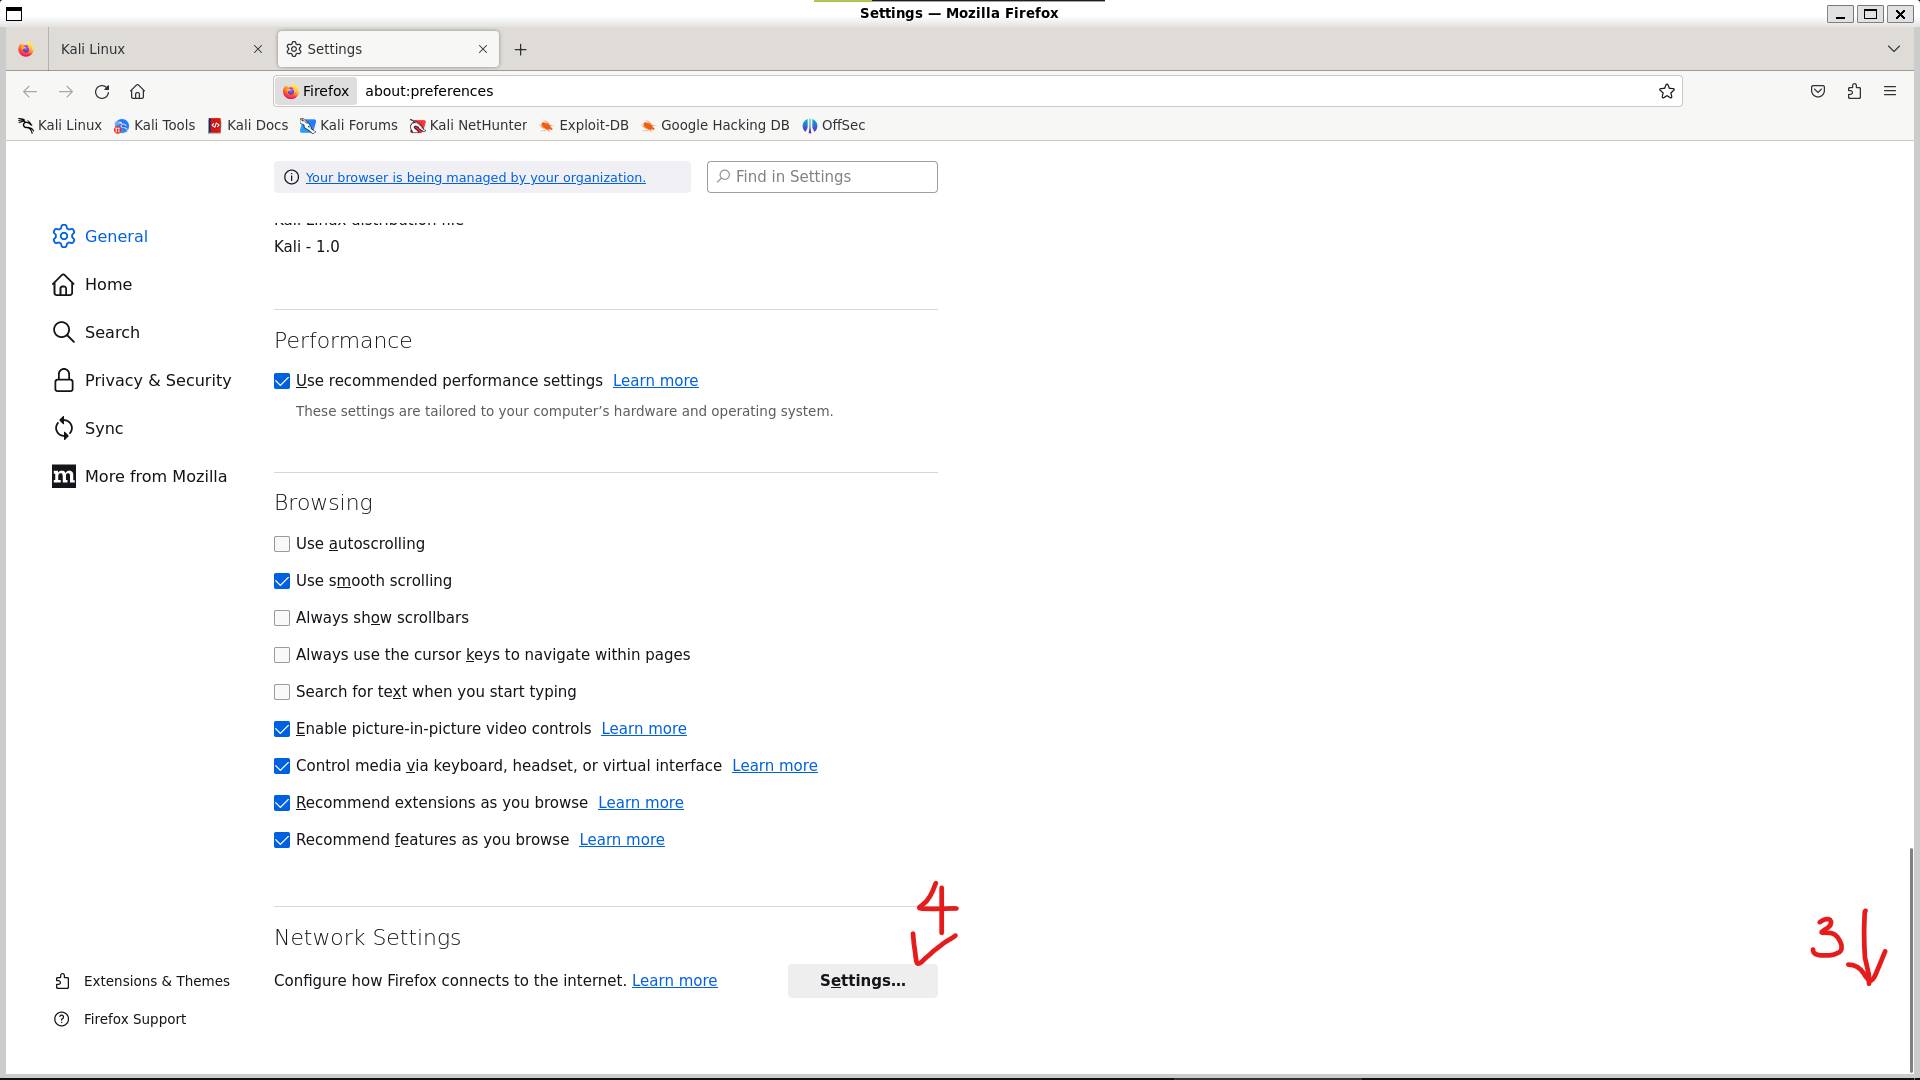 Settings — Mozilla Firefox
Kali Linux
Settings
Firefox about:preferences
Kali Linux Kali Tools Kali Docs Kali Forums Kali NetHunter Exploit-DB Google Hacking DB OffSec
Your browser is being managed by your organization.
Find in Settings
General
Home
Search
Privacy & Security
Sync
More from Mozilla
Extensions & Themes
Firefox Support
Kali Linux distribution file
Kali - 1.0
Performance
Use recommended performance settings Learn more
These settings are tailored to your computer’s hardware and operating system.
Browsing
Use autoscrolling
Use smooth scrolling
Always show scrollbars
Always use the cursor keys to navigate within pages
Search for text when you start typing
Enable picture-in-picture video controls Learn more
Control media via keyboard, headset, or virtual interface Learn more
Recommend extensions as you browse Learn more
Recommend features as you browse Learn more
4
Network Settings
3
Configure how Firefox connects to the internet. Learn more
Settings...